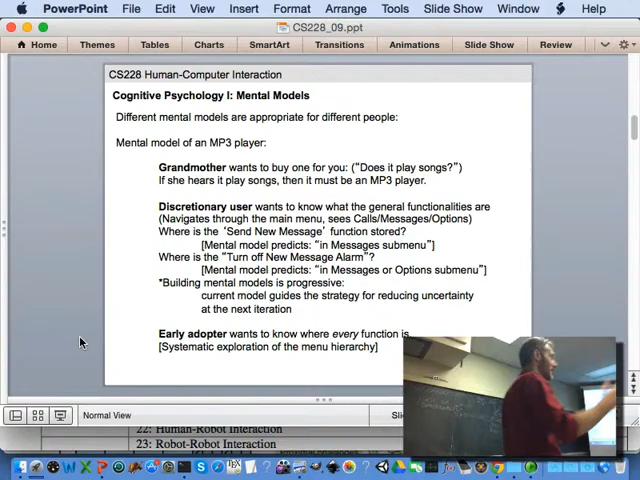 PowerPoint File Edit View Insert Format Arrange Tools Slide Show Window Help
CS228_09.ppt
Home Themes Tables Charts SmartArt Transitions Animations Slide Show Review
CS228 Human-Computer Interaction
Cognitive Psychology I: Mental Models
Different mental models are appropriate for different people:
Mental model of an MP3 player:
Grandmother wants to buy one for you: (“Does it play songs?”)
If she hears it play songs, then it must be an MP3 player.
Discretionary user wants to know what the general functionalities are
(Navigates through the main menu, sees Calls/Messages/Options)
Where is the ‘Send New Message’ function stored?
[Mental model predicts: “in Messages submenu”]
Where is the “Turn off New Message Alarm”?
[Mental model predicts: “in Messages or Options submenu”]
*Building mental models is progressive:
current model guides the strategy for reducing uncertainty
at the next iteration
Early adopter wants to know where every function is
[Systematic exploration of the menu hierarchy]
Normal View
22: Human-Robot Interaction
23: Robot-Robot Interaction